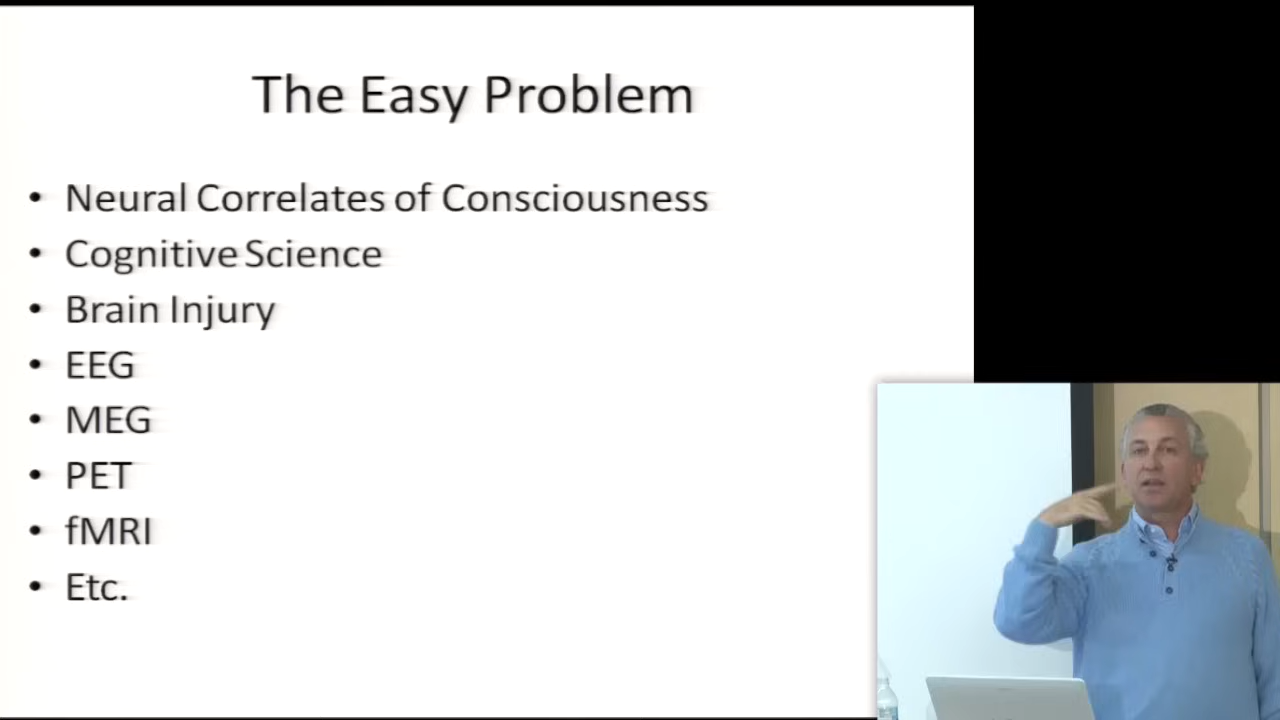 The Easy Problem
• Neural Correlates of Consciousness
• Cognitive Science
• Brain Injury
• EEG
• MEG
• PET
• fMRI
• Etc.